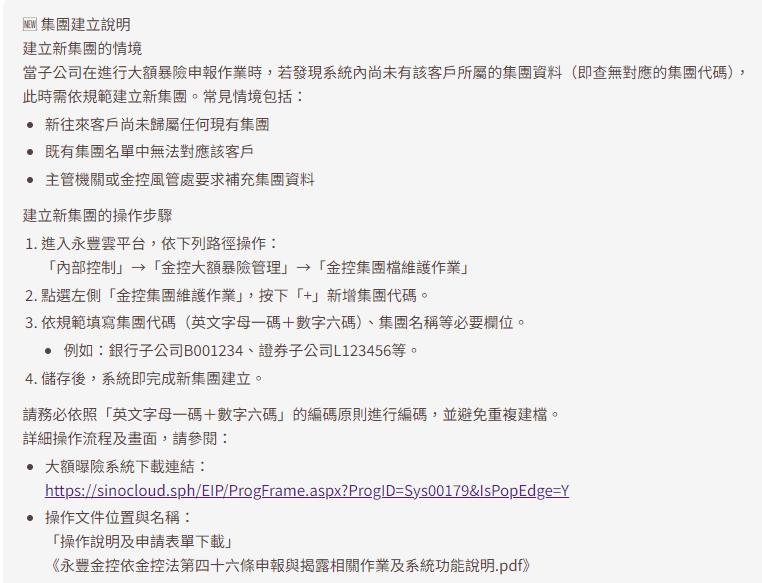 🆕 集團建立說明
建立新集團的情境
當子公司在進行大額暴險申報作業時，若發現系統內尚未有該客戶所屬的集團資料（即查無對應的集團代碼），
此時需依規範建立新集團。常見情境包括：
• 新往來客戶尚未歸屬任何現有集團
• 既有集團名單中無法對應該客戶
• 主管機關或金控風管處要求補充集團資料
建立新集團的操作步驟
1. 進入永豐雲平台，依下列路徑操作：
「內部控制」→「金控大額暴險管理」→「金控集團檔維護作業」
2. 點選左側「金控集團維護作業」，按下「+」新增集團代碼。
3. 依規範填寫集團代碼（英文字母一碼＋數字六碼）、集團名稱等必要欄位。
• 例如：銀行子公司B001234、證券子公司L123456等。
4. 儲存後，系統即完成新集團建立。
請務必依照「英文字母一碼＋數字六碼」的編碼原則進行編碼，並避免重複建檔。
詳細操作流程及畫面，請參閱：
• 大額曝險系統下載連結：
https://sinocloud.sph/EIP/ProgFrame.aspx?ProgID=Sys00179&IsPopEdge=Y
• 操作文件位置與名稱：
「操作說明及申請表單下載」
《永豐金控依金控法第四十六條申報與揭露相關作業及系統功能說明.pdf》